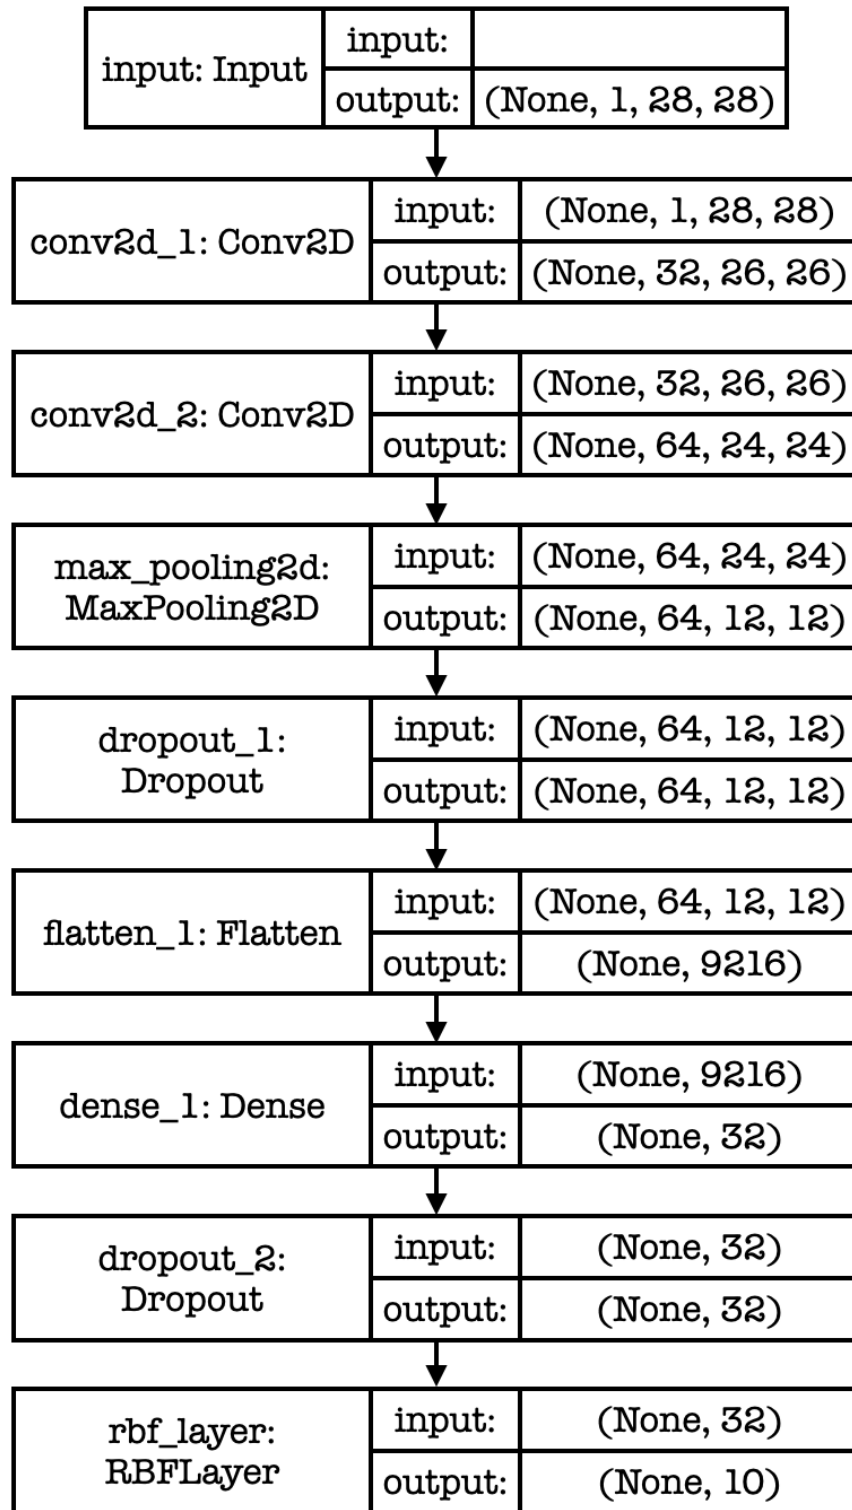 input: Input
input:
output:
(None, 1, 28, 28)
conv2d_1: Conv2D
input:
(None, 1, 28, 28)
output:
(None, 32, 26, 26)
conv2d_2: Conv2D
input:
(None, 32, 26, 26)
output:
(None, 64, 24, 24)
max_pooling2d:
MaxPooling2D
input:
(None, 64, 24, 24)
output:
(None, 64, 12, 12)
dropout_1:
Dropout
input:
(None, 64, 12, 12)
output:
(None, 64, 12, 12)
flatten_1: Flatten
input:
(None, 64, 12, 12)
output:
(None, 9216)
dense_1: Dense
input:
(None, 9216)
output:
(None, 32)
dropout_2:
Dropout
input:
(None, 32)
output:
(None, 32)
rbf_layer:
RBFLayer
input:
(None, 32)
output:
(None, 10)